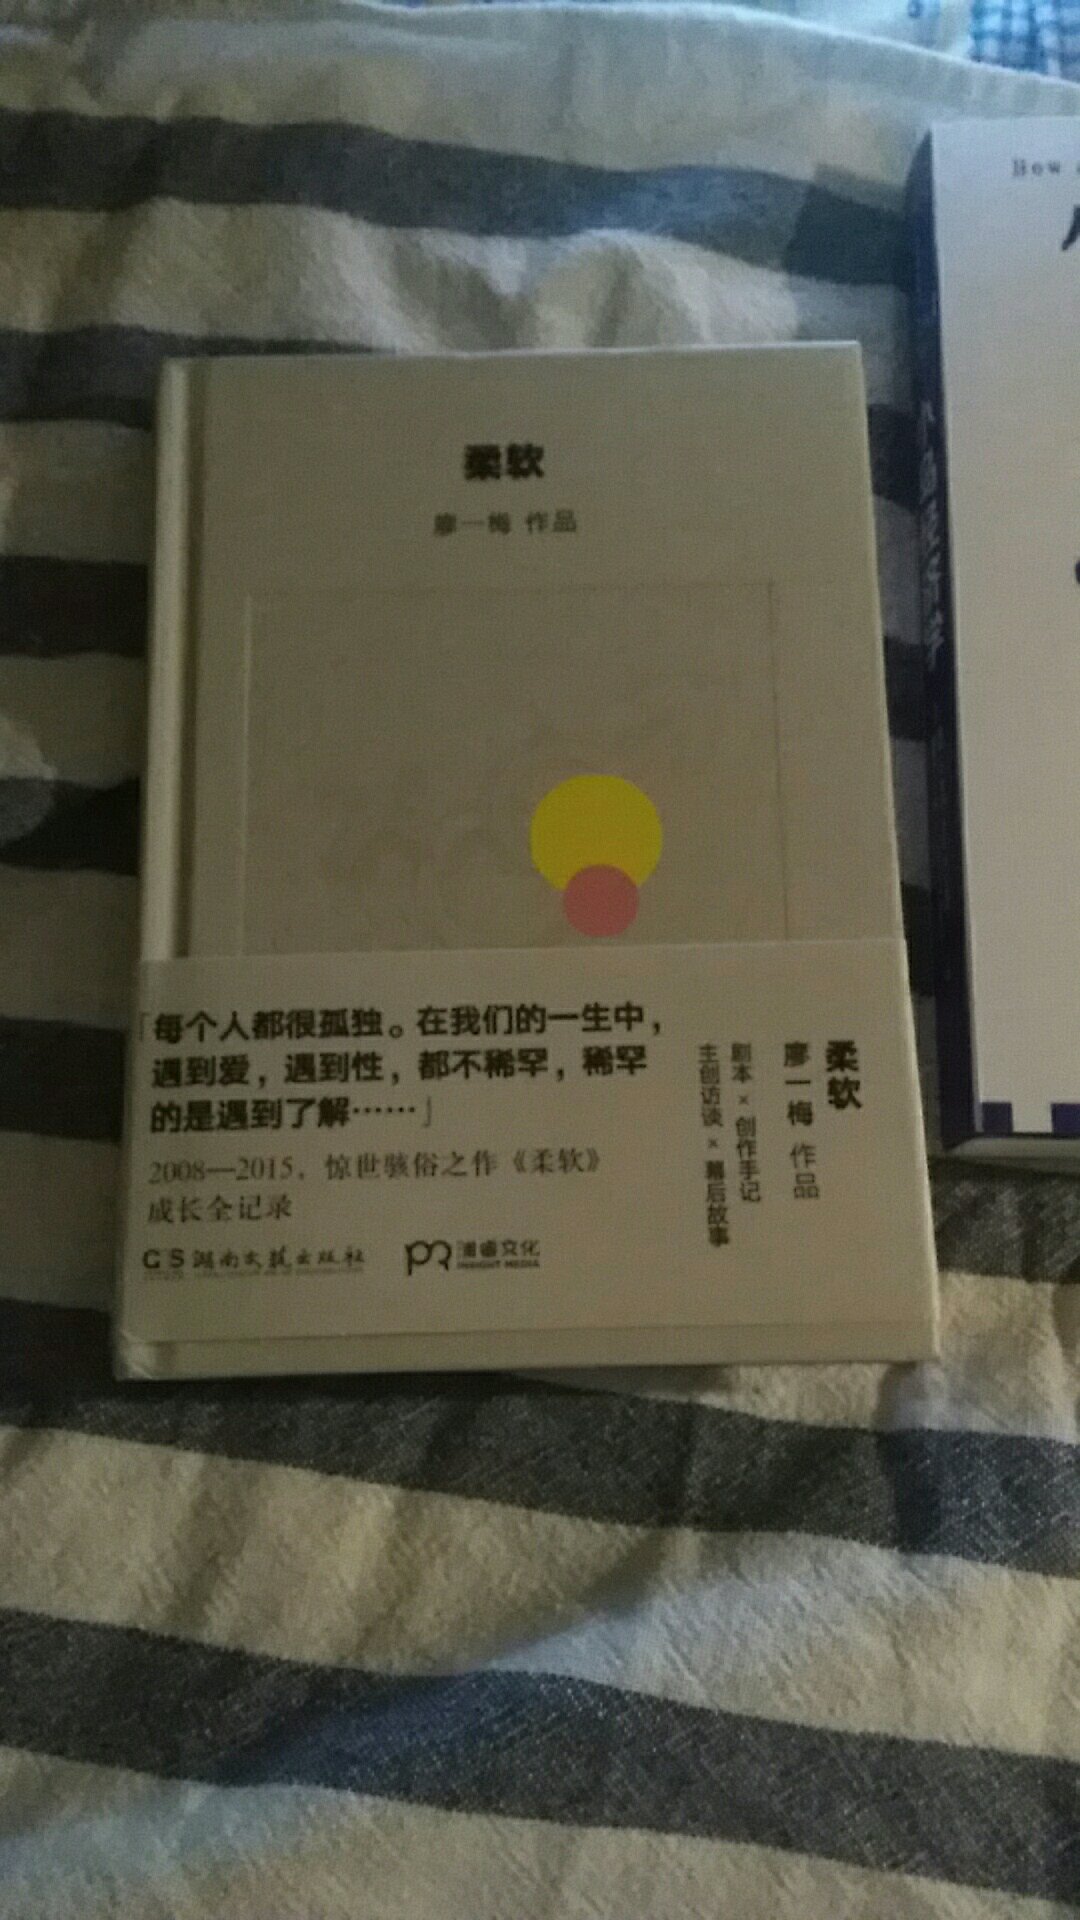 柔软
廖一梅 作品
「每个人都很孤独。在我们的一生中，
遇到爱，遇到性，都不稀罕，稀罕
的是遇到了解……」
2008—2015，惊世骇俗之作《柔软》
成长全记录
湖南文艺出版社
浦睿文化
INSIGHT MEDIA
柔软
廖一梅 作品
剧本×创作手记
主创访谈×幕后故事
How